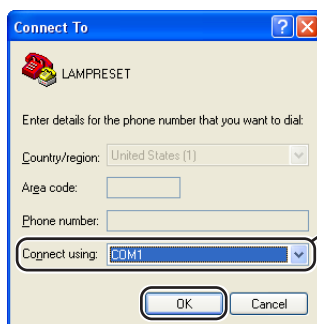 Connect To
LAMPRESET
Enter details for the phone number that you want to dial:
Country/region: United States (1)
Area code:
Phone number:
Connect using: COM1
OK Cancel